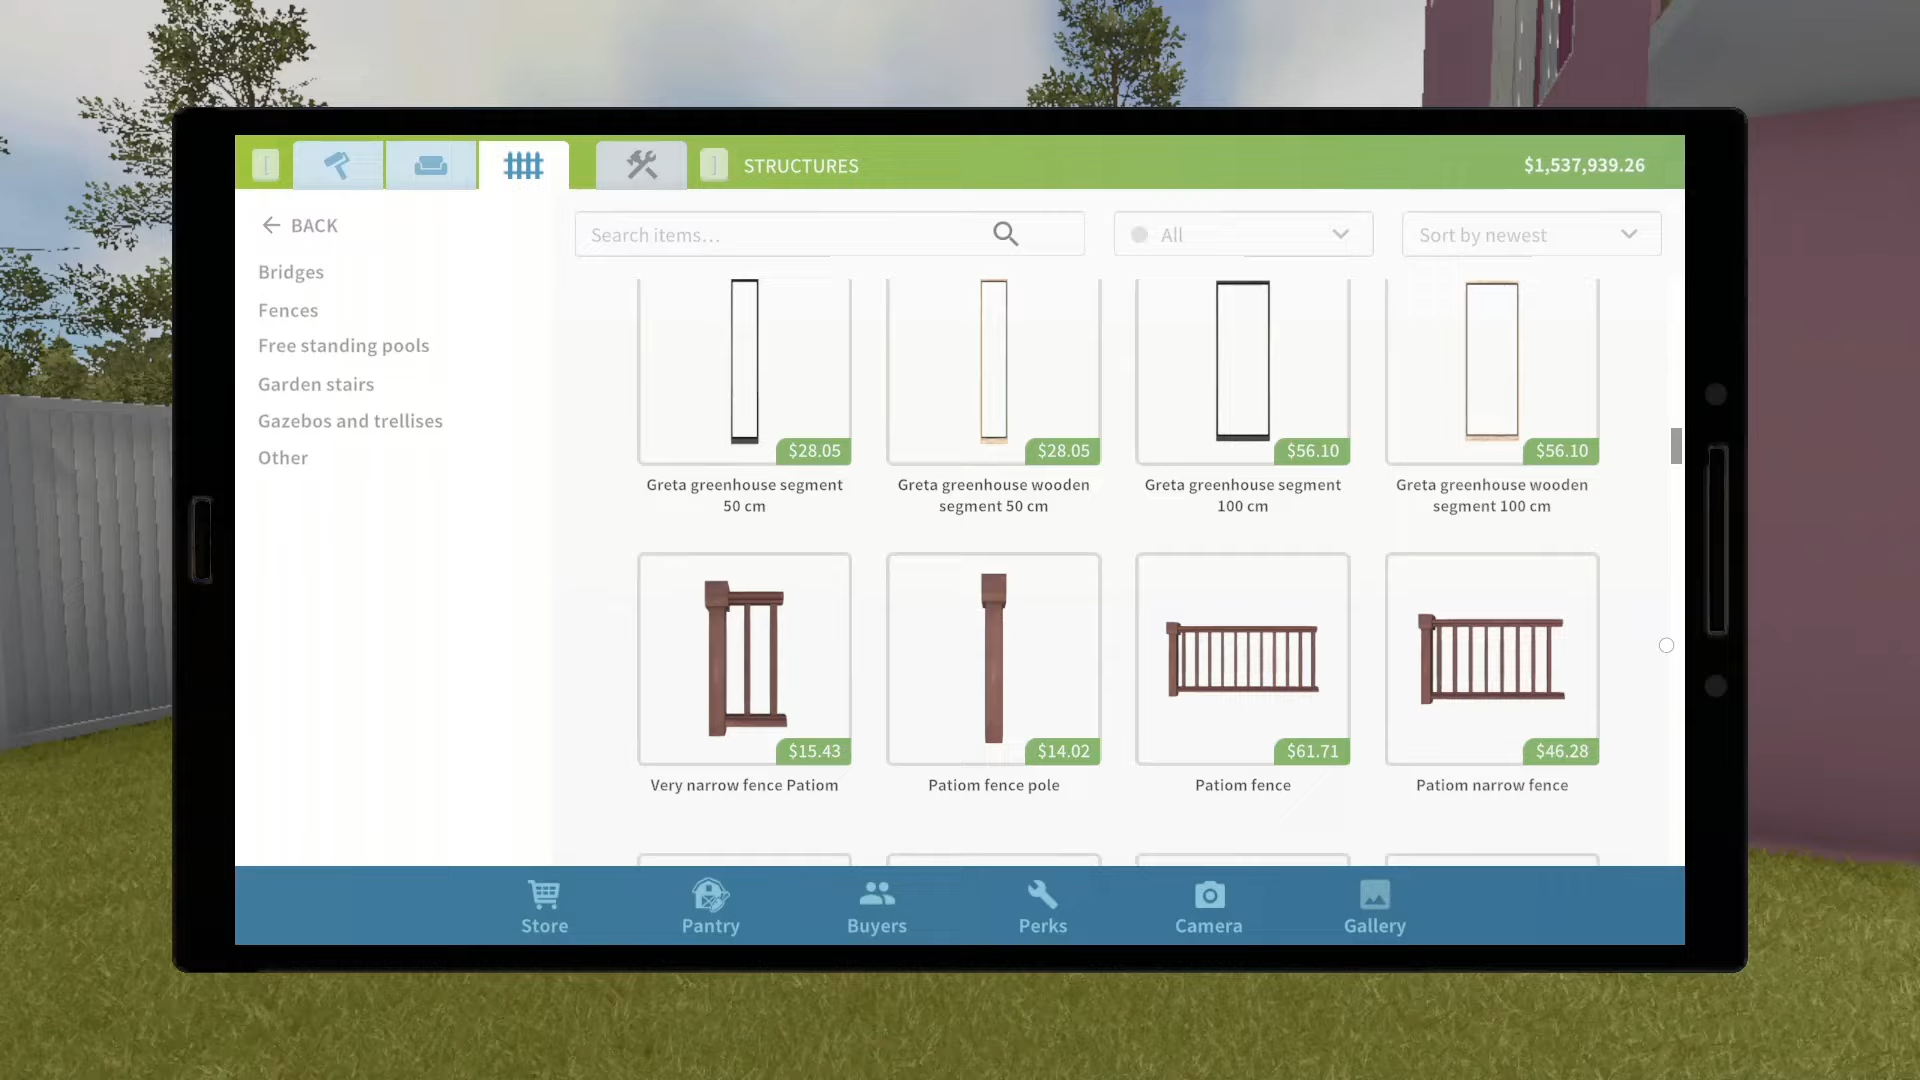 [
]
STRUCTURES
$1,537,939.26
BACK
Bridges
Fences
Free standing pools
Garden stairs
Gazebos and trellises
Other
Search items...
All
Sort by newest
$28.05
$28.05
$56.10
$56.10
Greta greenhouse segment
50 cm
Greta greenhouse wooden
segment 50 cm
Greta greenhouse segment
100 cm
Greta greenhouse wooden
segment 100 cm
$15.43
$14.02
$61.71
$46.28
Very narrow fence Patiom
Patiom fence pole
Patiom fence
Patiom narrow fence
Store
Pantry
Buyers
Perks
Camera
Gallery